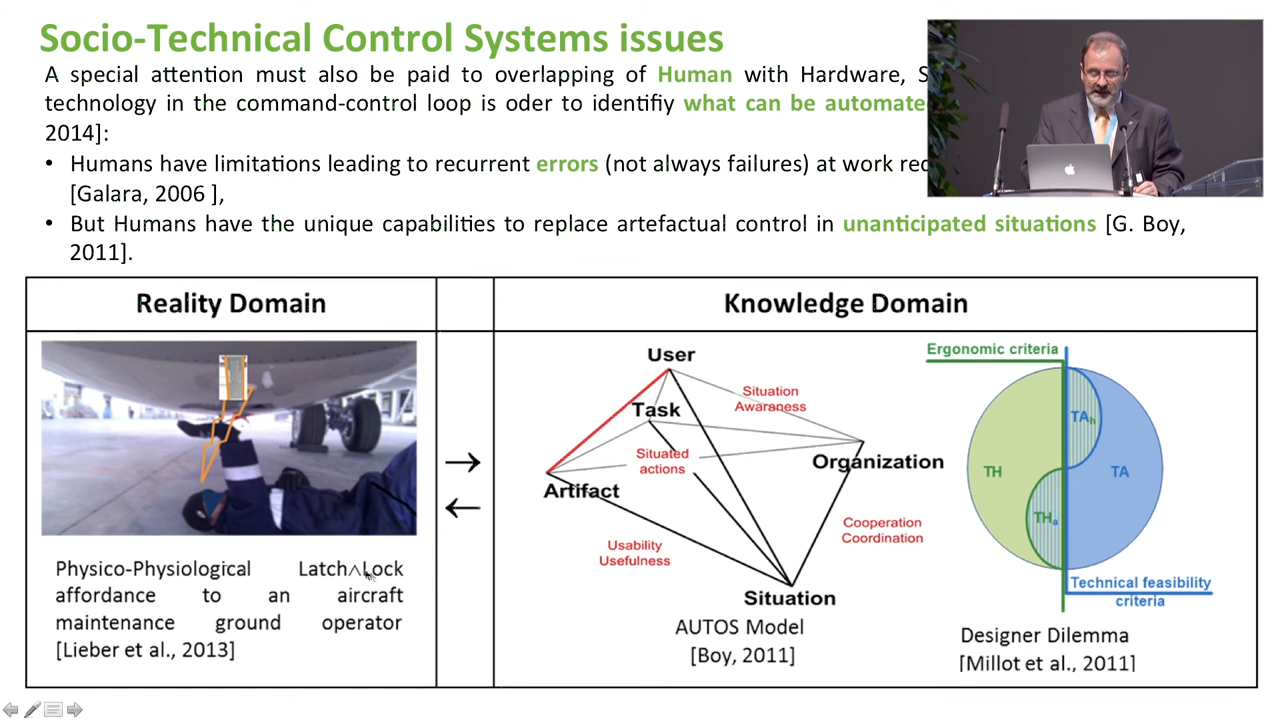 Socio-Technical Control Systems issues
A special attention must also be paid to overlapping of Human with Hardware, S
technology in the command-control loop is oder to identifiy what can be automate
2014]:
• Humans have limitations leading to recurrent errors (not always failures) at work rec
[Galara, 2006 ],
• But Humans have the unique capabilities to replace artefactual control in unanticipated situations [G. Boy,
2011].
Reality Domain
Knowledge Domain
→
←
Physico-Physiological Latch∧Lock
affordance to an aircraft
maintenance ground operator
[Lieber et al., 2013]
User
Task
Situation
Awaraness
Situated
actions
Organization
Artifact
Cooperation
Coordination
Usability
Usefulness
Situation
AUTOS Model
[Boy, 2011]
Ergonomic criteria
TAh
TH
TA
THa
Technical feasibility
criteria
Designer Dilemma
[Millot et al., 2011]